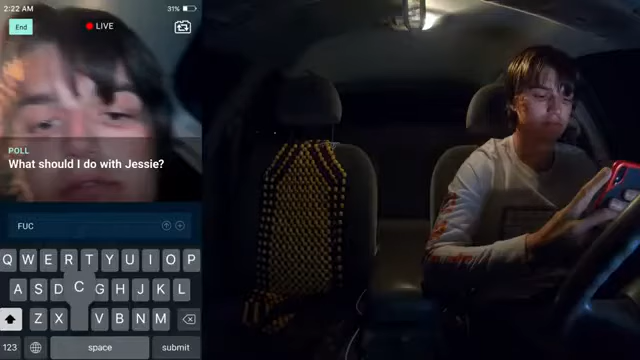 2:22 AM 31%
End LIVE
POLL
What should I do with Jessie?
FUC
Q W E R T Y U I O P
A S D C G H J K L
Z X V B N M
123 space submit